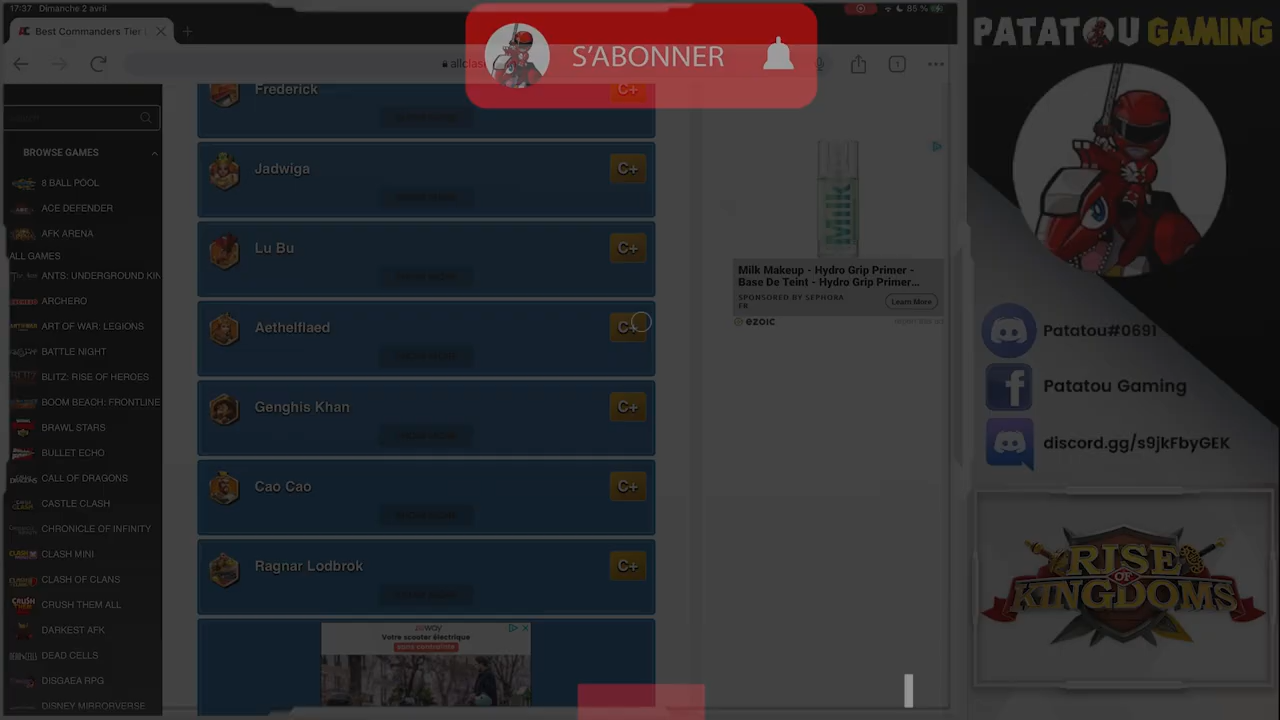 17:37 Dimanche 2 avril
85 %
Best Commanders Tier
S'ABONNER
PATATOU GAMING
BROWSE GAMES
8 BALL POOL
ACE DEFENDER
AFK ARENA
ALL GAMES
ANTS: UNDERGROUND KIN
ARCHERO
ART OF WAR: LEGIONS
BATTLE NIGHT
BLITZ: RISE OF HEROES
BOOM BEACH: FRONTLINE
BRAWL STARS
BULLET ECHO
CALL OF DRAGONS
CASTLE CLASH
CHRONICLE OF INFINITY
CLASH MINI
CLASH OF CLANS
CRUSH THEM ALL
DARKEST AFK
DEAD CELLS
DISGAEA RPG
DISNEY MIRRORVERSE
Frederick C+
Jadwiga C+
Lu Bu C+
Aethelflaed C+
Genghis Khan C+
Cao Cao C+
Ragnar Lodbrok C+
Votre scooter électrique
sans contrainte
MILK
Milk Makeup - Hydro Grip Primer -
Base De Teint - Hydro Grip Primer...
SPONSORED BY SEPHORA
FR
Learn More
EZOIC
Patatou#0691
Patatou Gaming
discord.gg/s9jkFbyGEK
RISE
OF
KINGDOMS